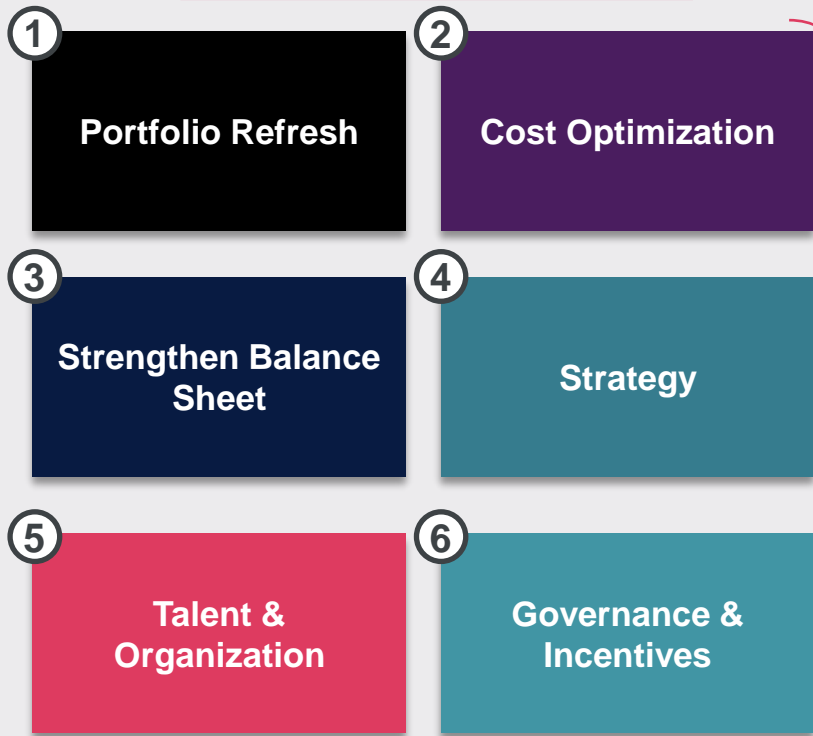 1
Portfolio Refresh
2
Cost Optimization
3
Strengthen Balance
Sheet
4
Strategy
5
Talent &
Organization
6
Governance &
Incentives